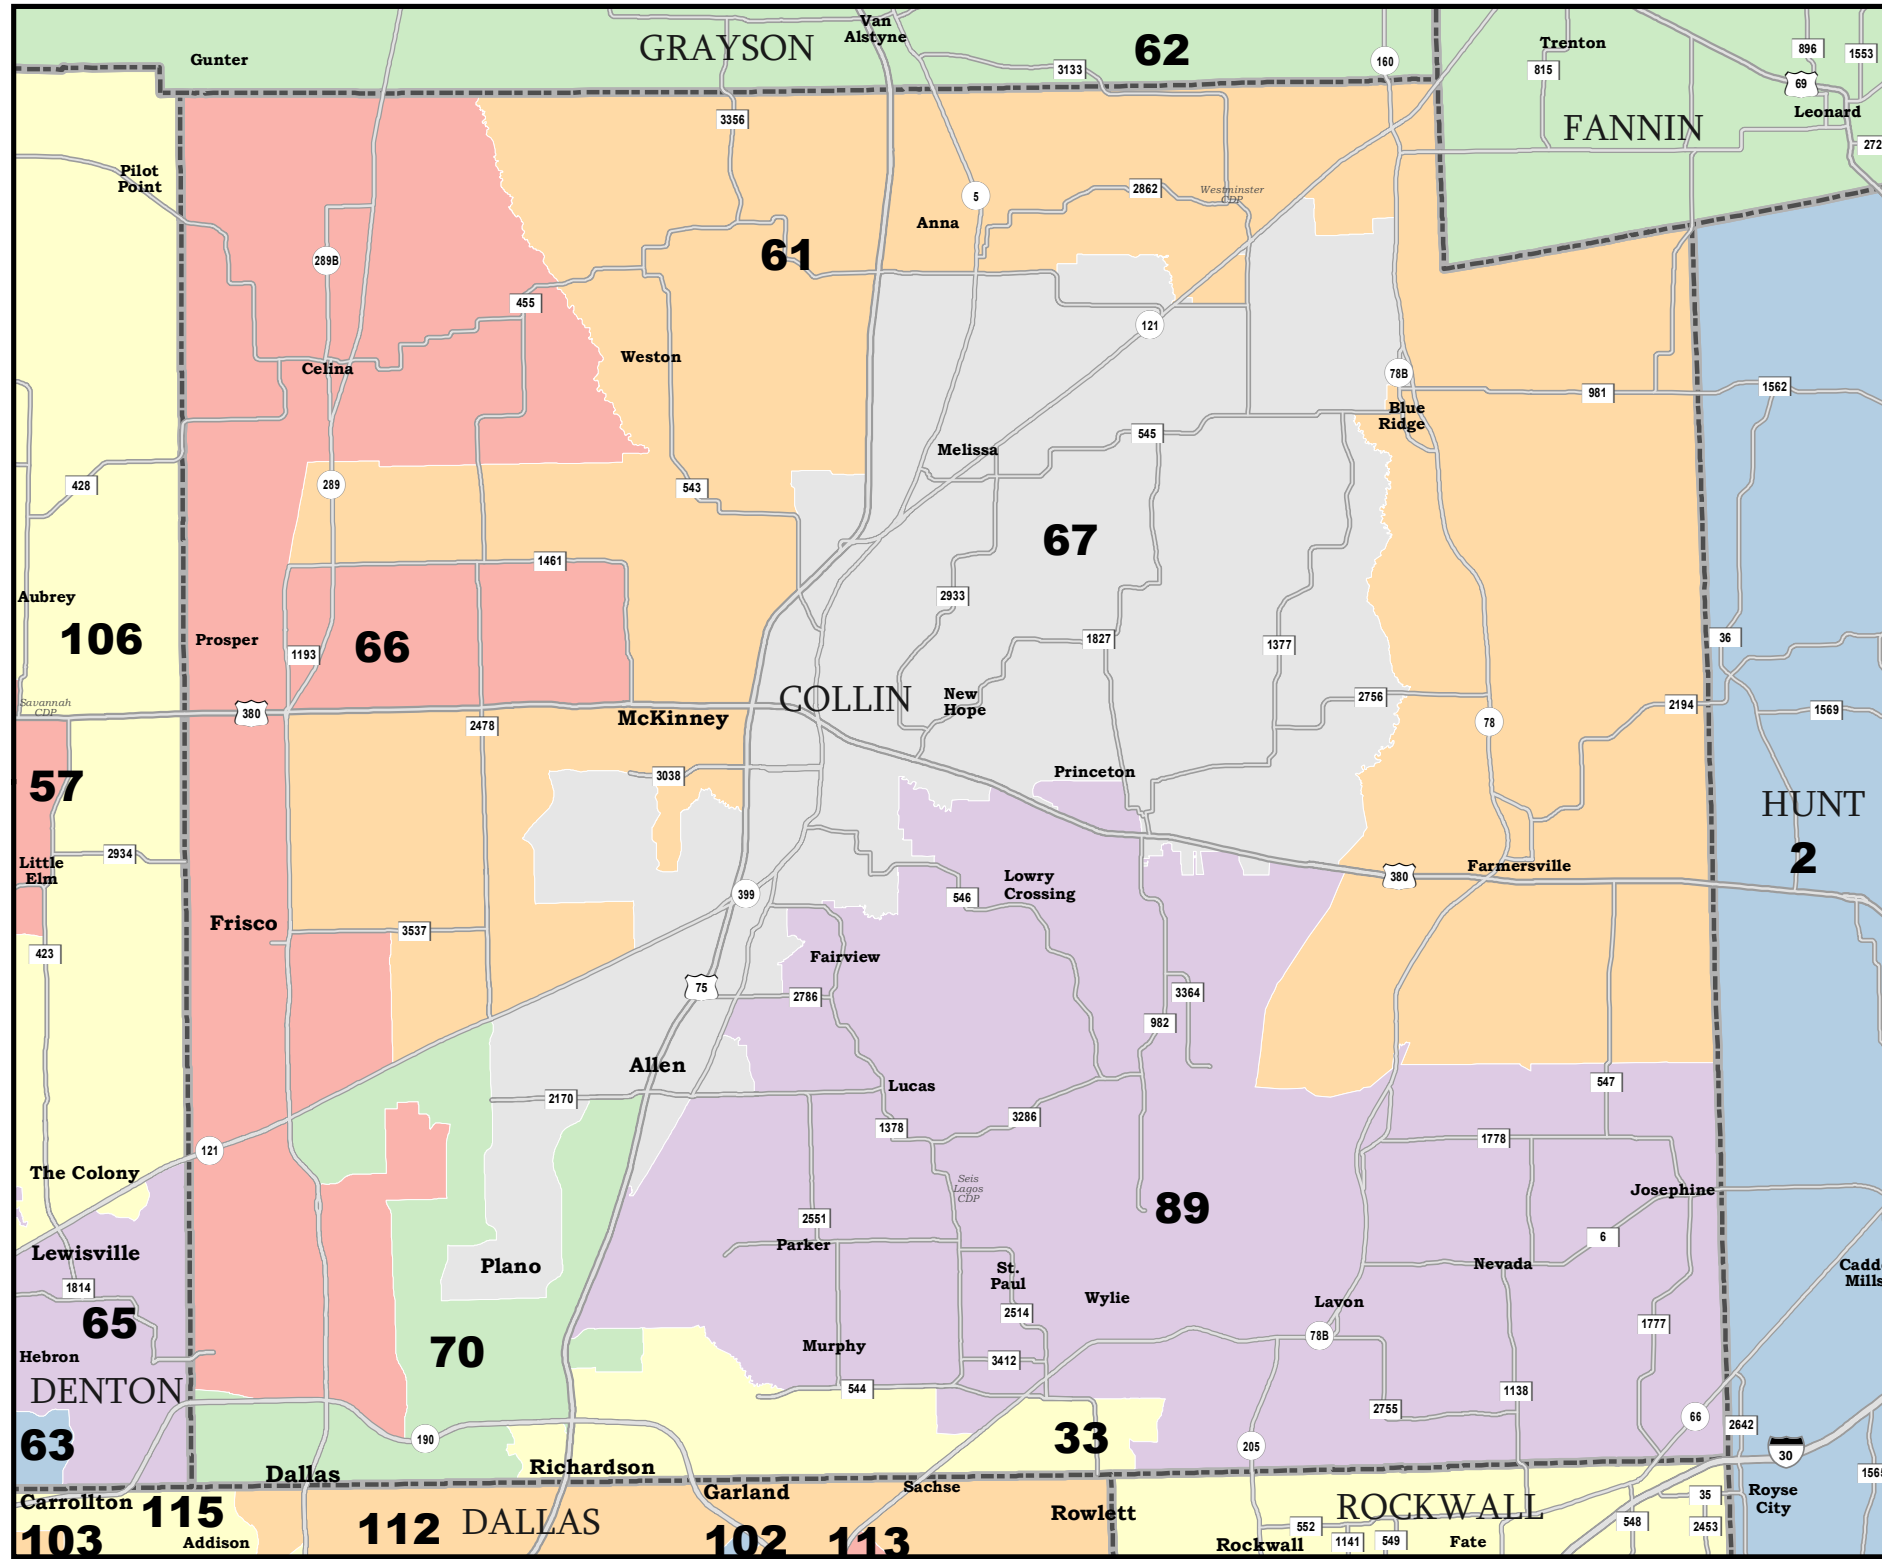 Van
Alstyne
GRAYSON
62
Gunter
3133
160
Trenton
815
896
1553
69
Leonard
FANNIN
272
3356
Pilot
Point
5
2862
Westminster
CDP
Anna
61
289B
455
121
Celina
Weston
78B
981
1562
Blue
Ridge
545
Melissa
428
289
543
67
1461
2933
Aubrey
106
Prosper
66
1193
1827
1377
36
Savannah
CDP
380
COLLIN
New
Hope
2756
78
2194
1569
McKinney
2478
3038
Princeton
57
HUNT
2
2934
Little
Elm
399
546
Lowry
Crossing
380
Farmersville
Frisco
3537
423
Fairview
75
2786
3364
982
Allen
Lucas
547
2170
1378
3286
121
1778
The Colony
Seis
Lagos
CDP
Josephine
89
2551
6
Parker
Lewisville
Plano
St.
Paul
Nevada
Caddo
Mills
1814
65
Wylie
Lavon
2514
78B
1777
Hebron
70
Murphy
3412
DENTON
544
1138
2755
63
190
33
205
66
2642
30
Dallas
Richardson
1565
Carrollton
115
Garland
Sachse
Rowlett
ROCKWALL
35
Royse
City
103
Addison
112
DALLAS
102
113
552
1141
549
548
2453
Rockwall
Fate